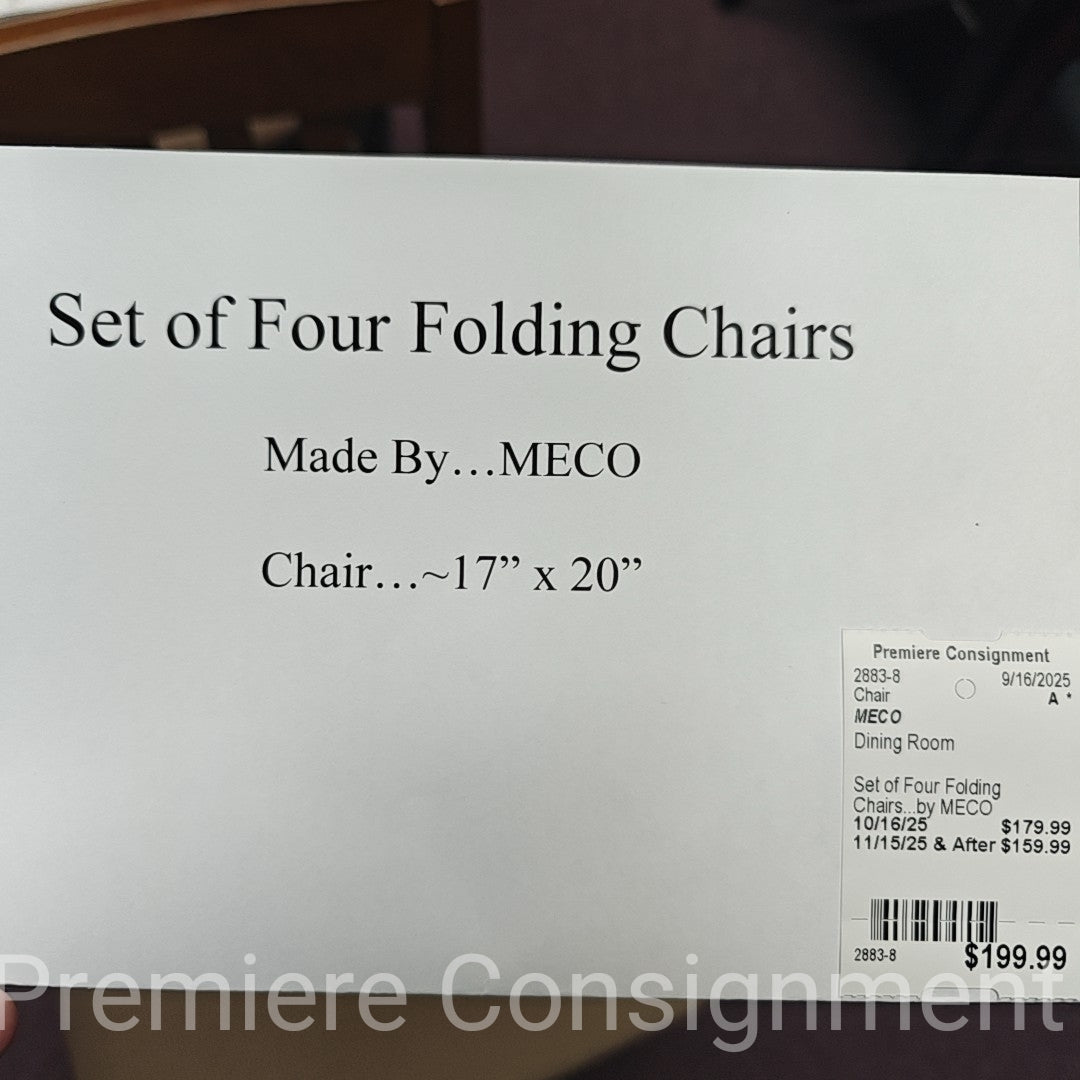 Set of Four Folding Chairs
Made By...MECO
Chair...~17” x 20”
Premiere Consignment
2883-8 9/16/2025
Chair A *
MECO
Dining Room
Set of Four Folding
Chairs...by MECO
10/16/25 $179.99
11/15/25 & After $159.99
2883-8 $199.99
Premiere Consignment